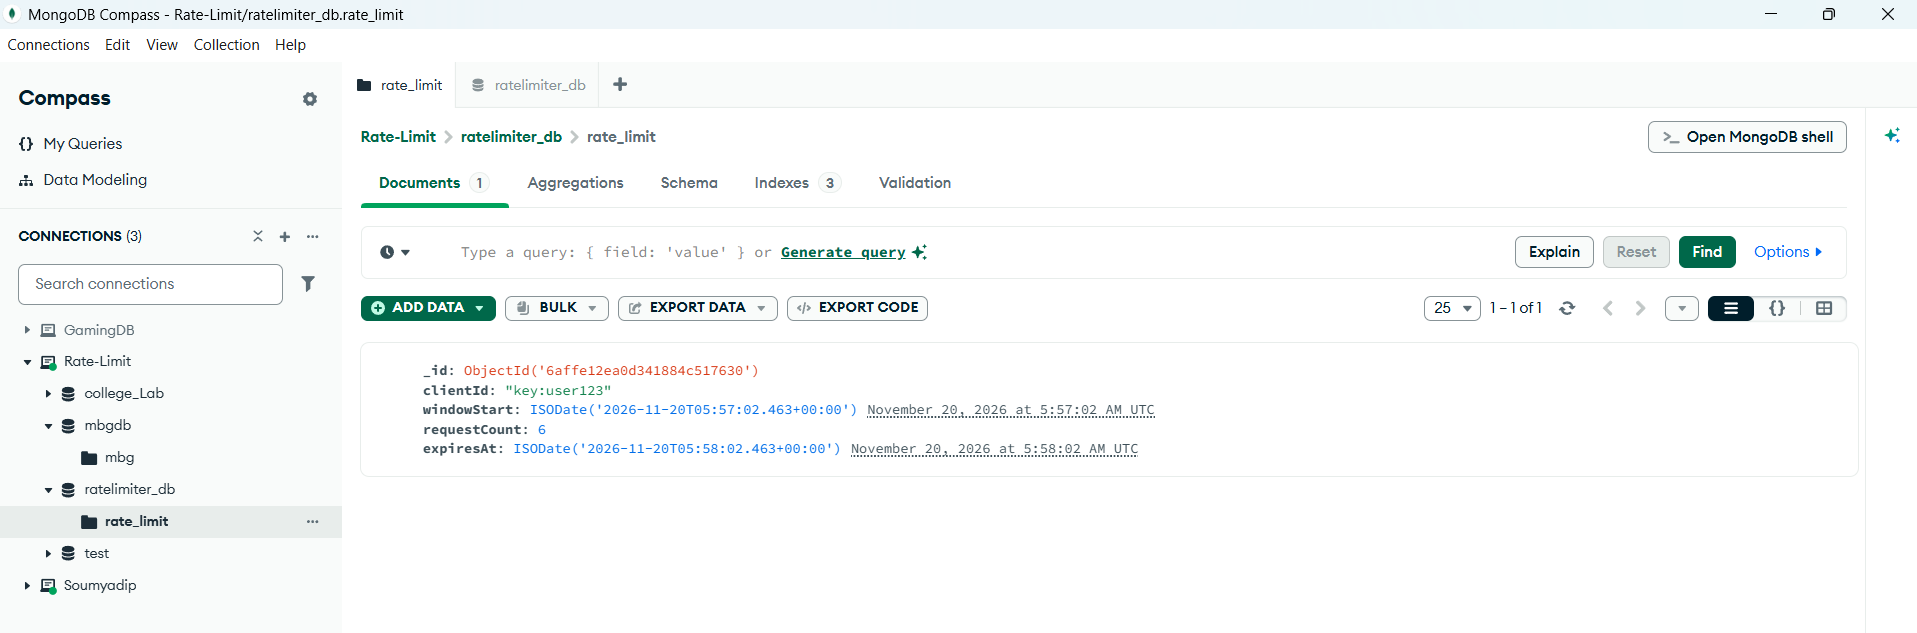 MongoDB Compass - Rate-Limit/ratelimiter_db.rate_limit
Connections Edit View Collection Help
Compass
My Queries
Data Modeling
CONNECTIONS (3)
Search connections
GamingDB
Rate-Limit
college_Lab
mbgdb
mbg
ratelimiter_db
rate_limit
test
Soumyadip
rate_limit ratelimiter_db
Rate-Limit > ratelimiter_db > rate_limit
>_ Open MongoDB shell
Documents 1 Aggregations Schema Indexes 3 Validation
Type a query: { field: 'value' } or Generate query
Explain Reset Find Options
ADD DATA BULK EXPORT DATA </> EXPORT CODE
25 1 – 1 of 1 {}
_id: ObjectId('6affe12ea0d341884c517630')
clientId: "key:user123"
windowStart: ISODate('2026-11-20T05:57:02.463+00:00') November 20, 2026 at 5:57:02 AM UTC
requestCount: 6
expiresAt: ISODate('2026-11-20T05:58:02.463+00:00') November 20, 2026 at 5:58:02 AM UTC